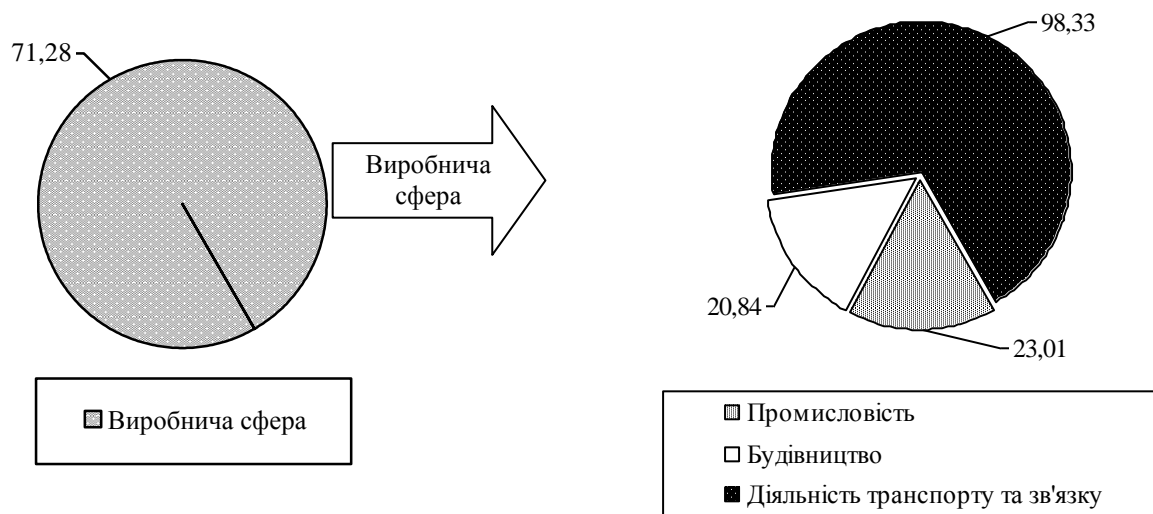 71,28
Виробнича
сфера
Виробнича сфера
98,33
20,84
23,01
Промисловість
Будівництво
Діяльність транспорту та зв'язку